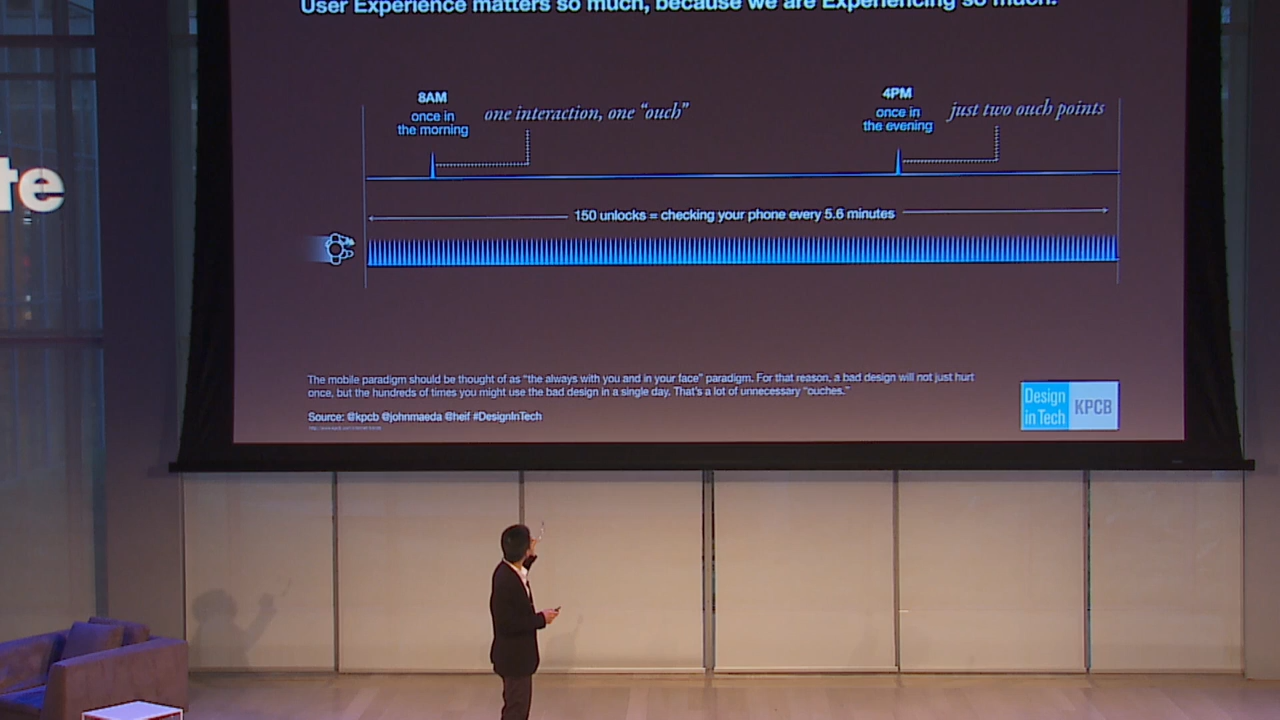 User Experience matters so much, because we are Experiencing so much.
8AM
once in
the morning
one interaction, one “ouch”
4PM
once in
the evening
just two ouch points
150 unlocks = checking your phone every 5.6 minutes
te
The mobile paradigm should be thought of as “the always with you and in your face” paradigm. For that reason, a bad design will not just hurt
once, but the hundreds of times you might use the bad design in a single day. That’s a lot of unnecessary “ouches.”
Source: @kpcb @johnmaeda @heif #DesignInTech
Design
in Tech
KPCB